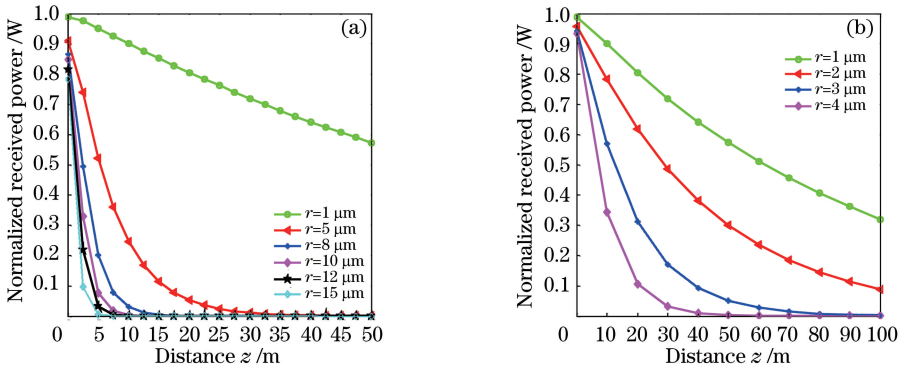 (a)
Normalized received power /W
1.0
0.9
0.8
0.7
0.6
0.5
0.4
0.3
0.2
0.1
r=1 μm
r=5 μm
r=8 μm
r=10 μm
r=12 μm
r=15 μm
0 5 10 15 20 25 30 35 40 45 50
Distance z /m
(b)
Normalized received power /W
1.0
0.9
0.8
0.7
0.6
0.5
0.4
0.3
0.2
0.1
r=1 μm
r=2 μm
r=3 μm
r=4 μm
0 10 20 30 40 50 60 70 80 90 100
Distance z /m